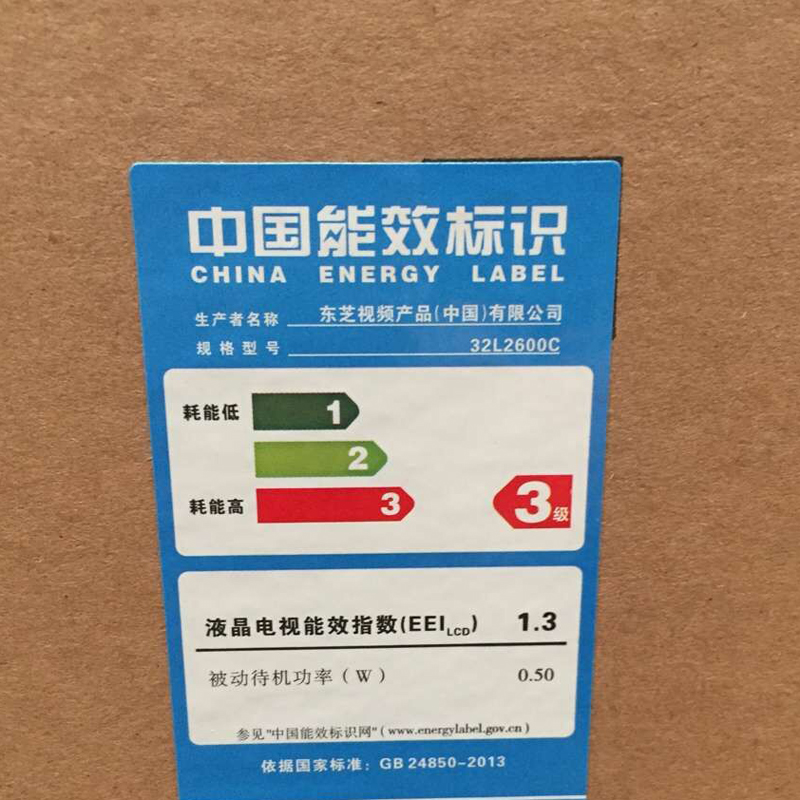 中国能效标识
CHINA ENERGY LABEL
生产者名称 东芝视频产品(中国)有限公司
规格型号 32L2600C
耗能低 1
2
耗能高 3 3级
液晶电视能效指数(EEILCD) 1.3
被动待机功率(W) 0.50
参见"中国能效标识网"(www.energylabel.gov.cn)
依据国家标准：GB 24850-2013